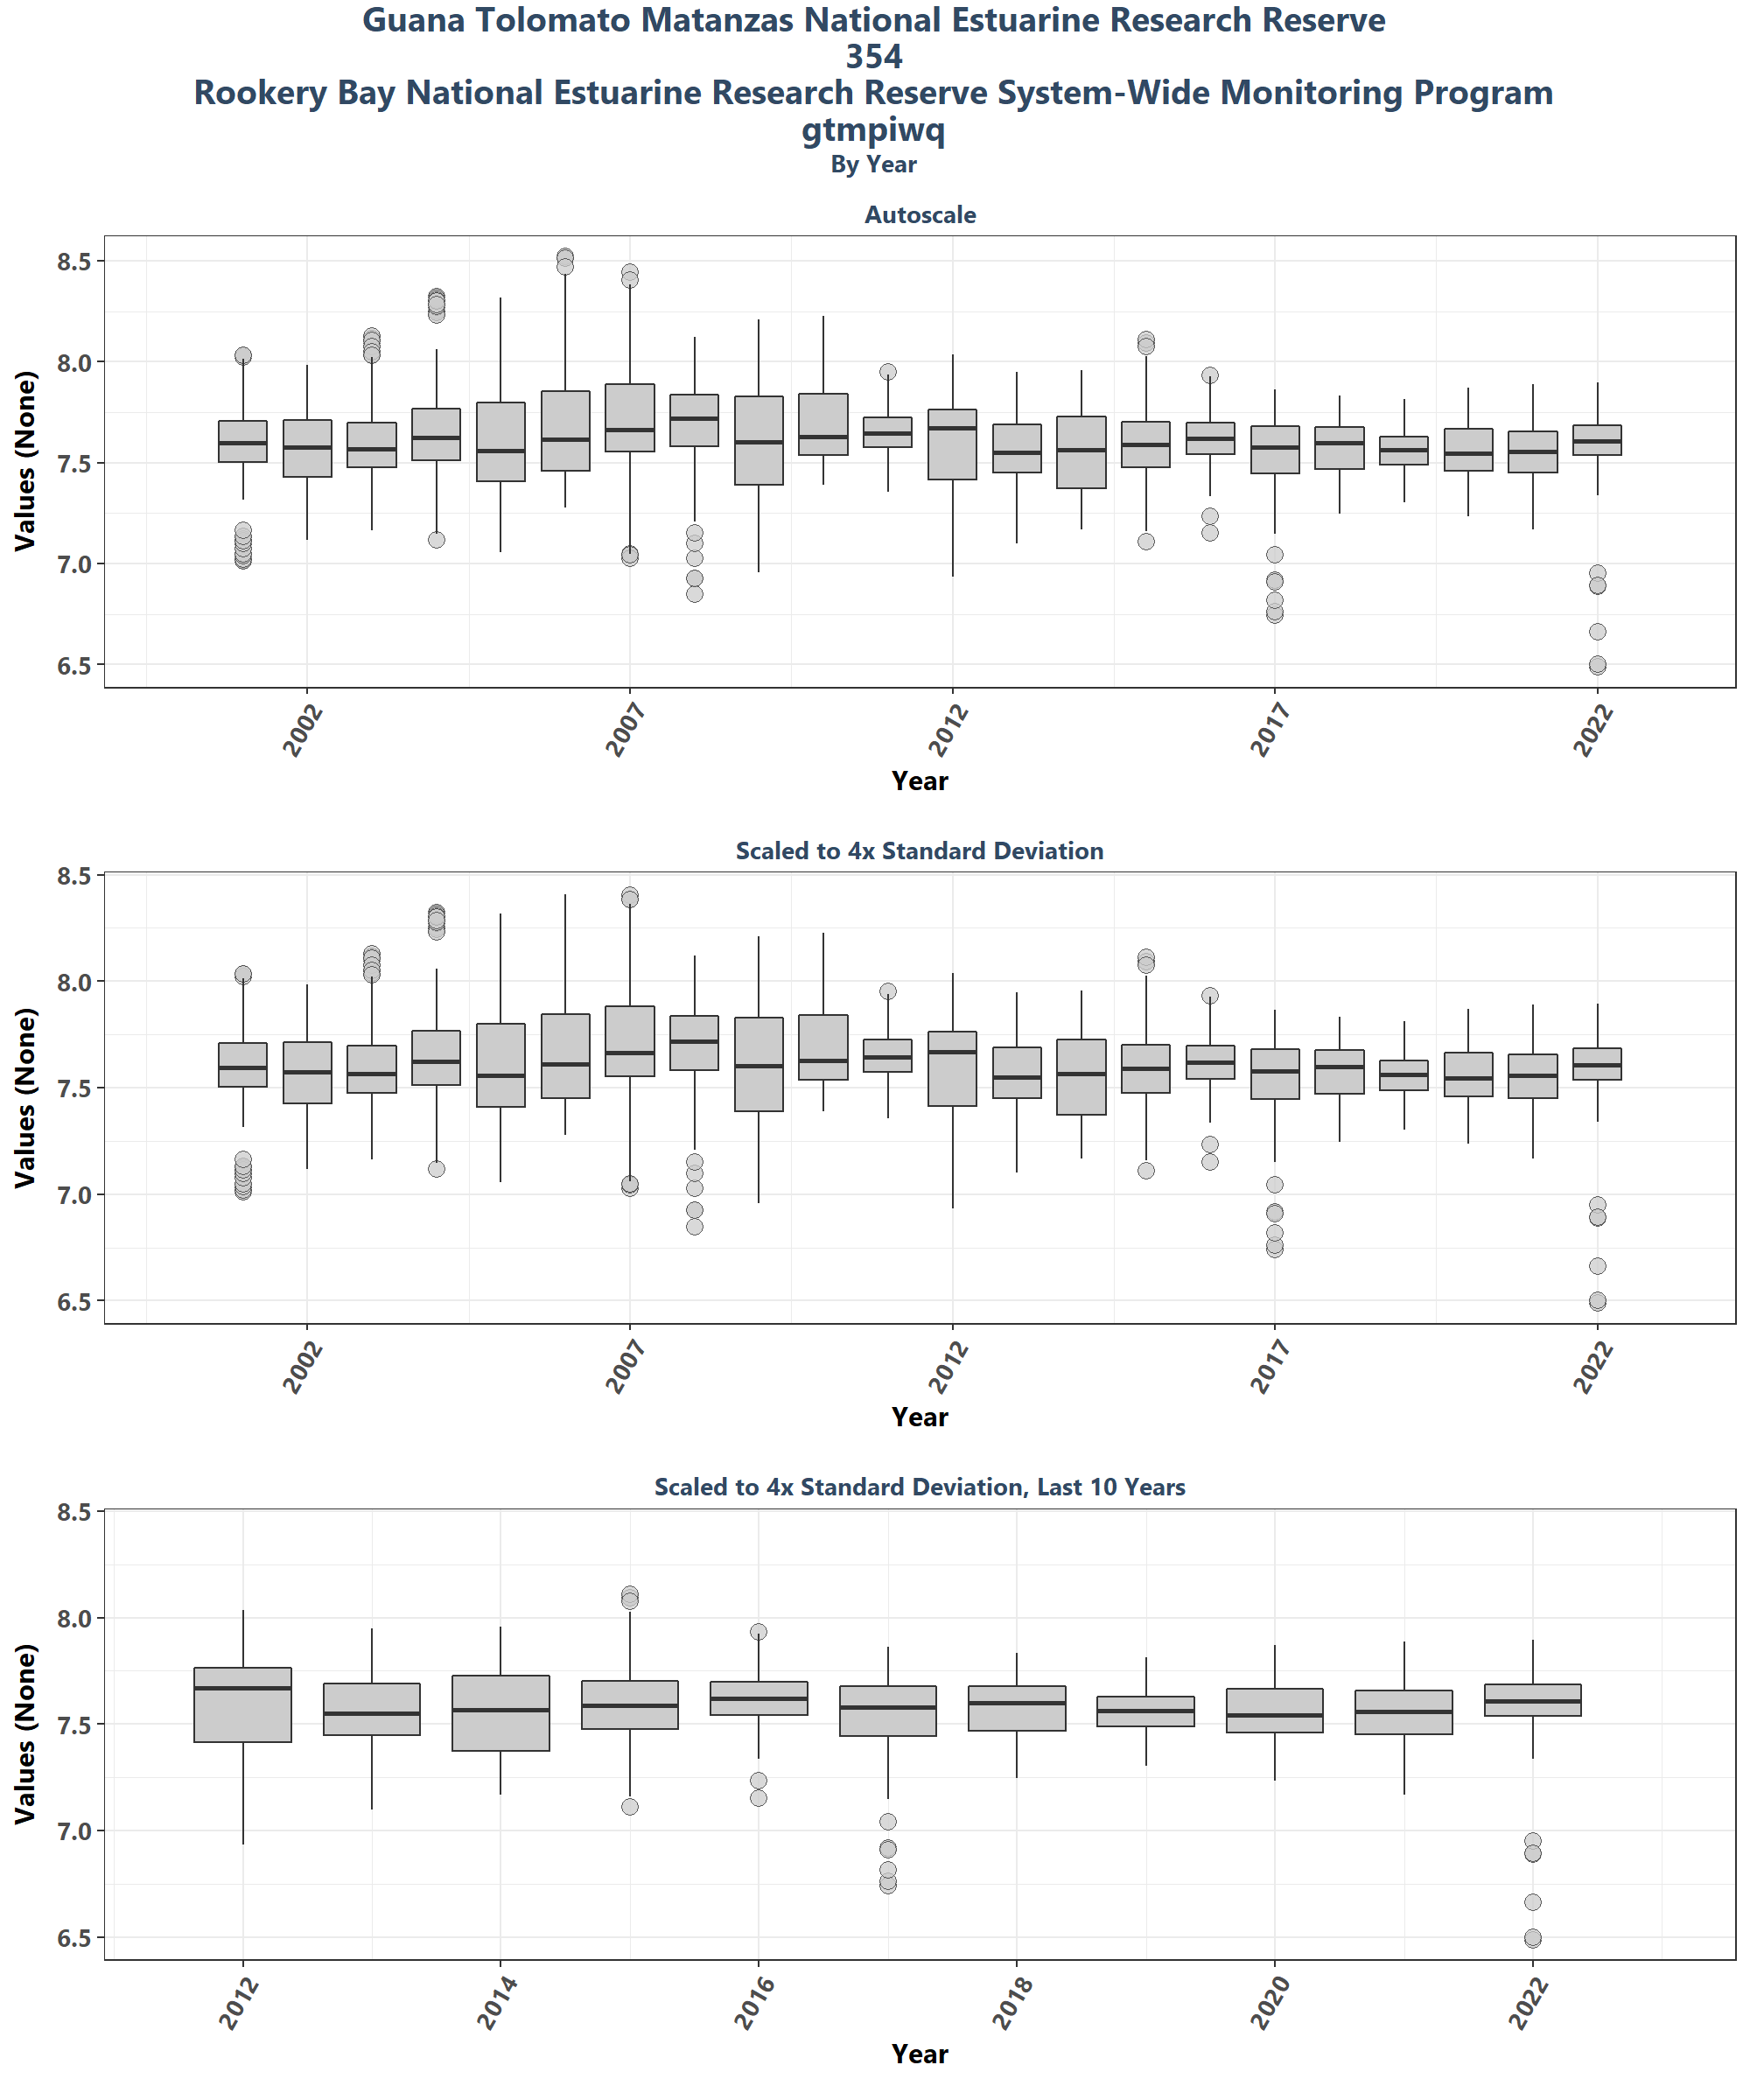 Guana Tolomato Matanzas National Estuarine Research Reserve
354
Rookery Bay National Estuarine Research Reserve System-Wide Monitoring Program
gtmpiwq
By Year
Autoscale
Values (None)
8.5
8.0
7.5
7.0
6.5
2002
2007
2012
2017
2022
Year
Scaled to 4x Standard Deviation
Values (None)
8.5
8.0
7.5
7.0
6.5
2002
2007
2012
2017
2022
Year
Scaled to 4x Standard Deviation, Last 10 Years
Values (None)
8.5
8.0
7.5
7.0
6.5
2012
2014
2016
2018
2020
2022
Year